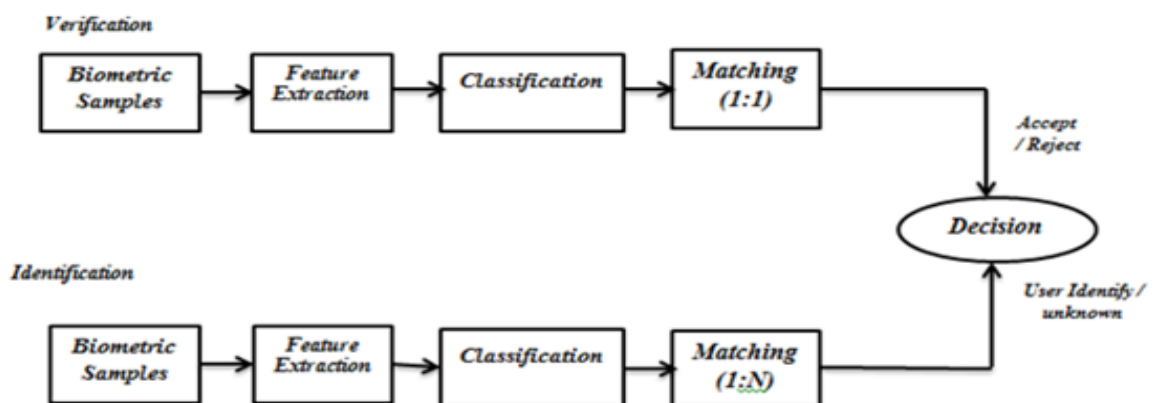 Verification
Biometric
Samples
Feature
Extraction
Classification
Matching
(1:1)
Accept
/ Reject
Decision
Identification
User Identify /
unknown
Biometric
Samples
Feature
Extraction
Classification
Matching
(1:N)